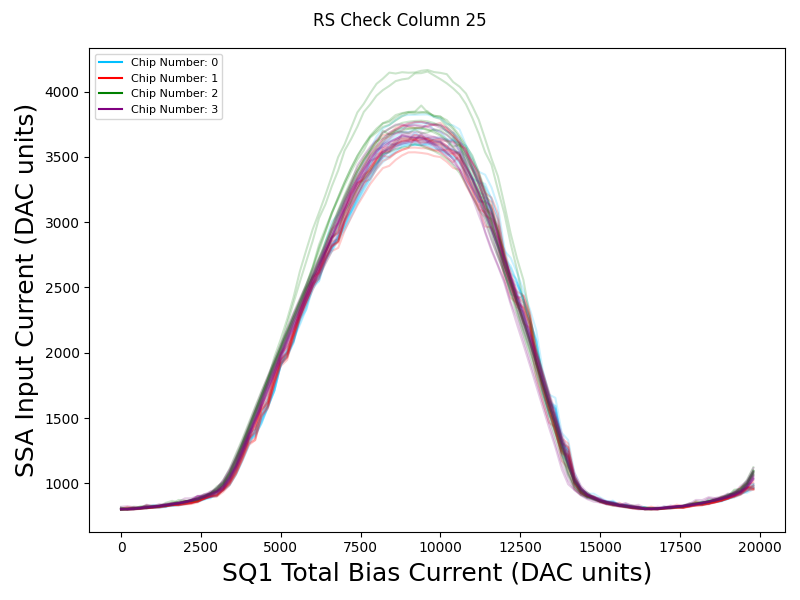 RS Check Column 25
Chip Number: 0
Chip Number: 1
Chip Number: 2
Chip Number: 3
4000
3500
3000
2500
2000
1500
1000
SSA Input Current (DAC units)
0 2500 5000 7500 10000 12500 15000 17500 20000
SQ1 Total Bias Current (DAC units)